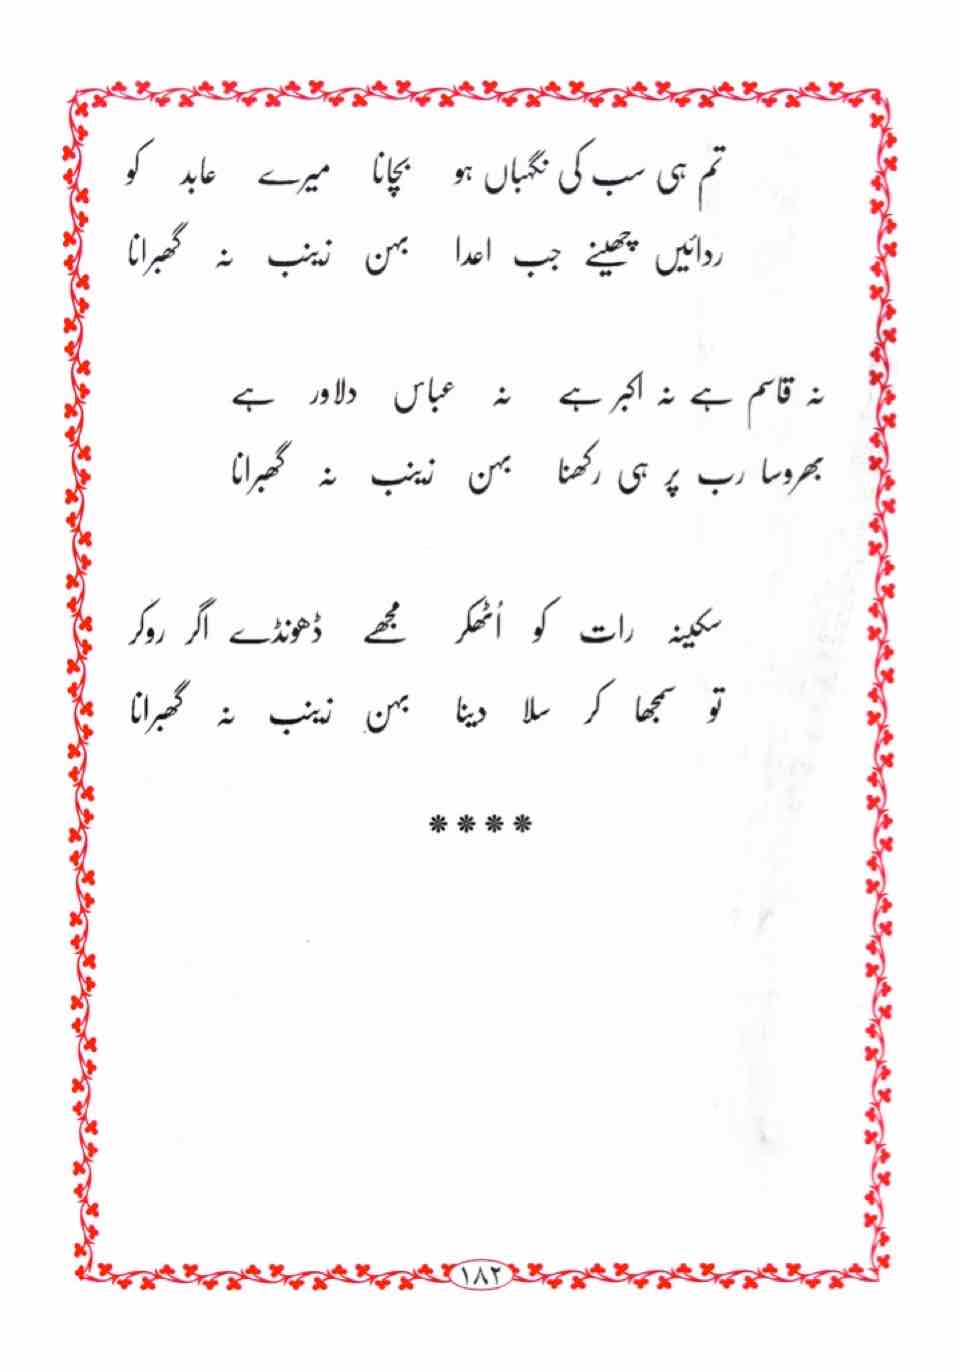 تم ہی سب کی نگہباں ہو بچانا میرے عابد کو
ردائیں چھینے جب اعدا بہن زینب نہ گھبرانا
نہ قاسم ہے نہ اکبر ہے نہ عباس دلاور ہے
بھروسا رب پر ہی رکھنا بہن زینب نہ گھبرانا
سکینہ رات کو اُٹھکر مجھے ڈھونڈے اگر روکر
تو سمجھا کر سلا دینا بہن زینب نہ گھبرانا
****
۱۸۲